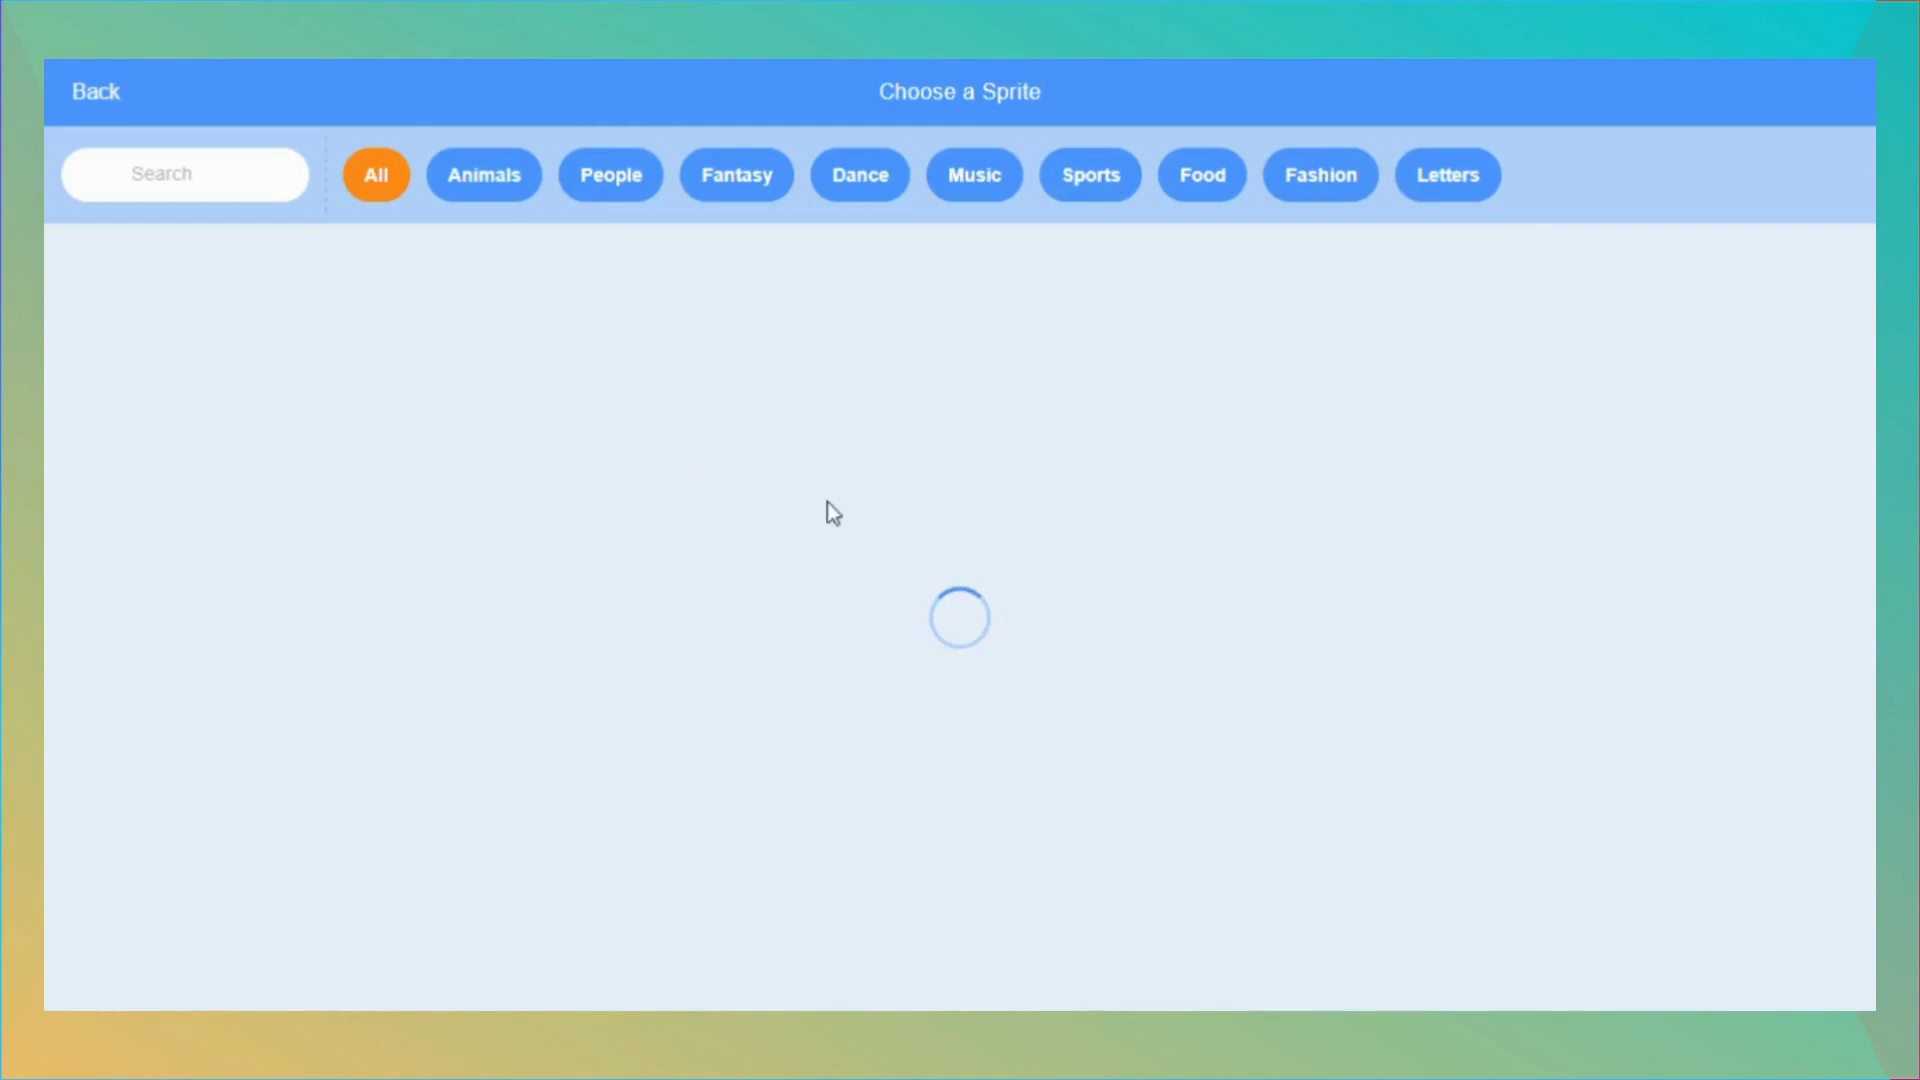 Back
Choose a Sprite
Search
All
Animals
People
Fantasy
Dance
Music
Sports
Food
Fashion
Letters